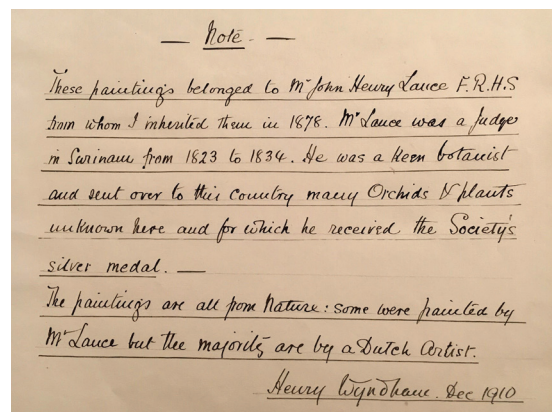 — Note —
These paintings belonged to Mr John Henry Lance F.R.H.S
from whom I inherited them in 1878. Mr Lance was a Judge
in Surinam from 1823 to 1834. He was a keen botanist
and sent over to this country many Orchids & plants
unknown here and for which he received the Society's
silver medal. —
The paintings are all from Nature: some were painted by
Mr Lance but the majority are by a Dutch Artist.
Henry Wyndham. Dec 1910